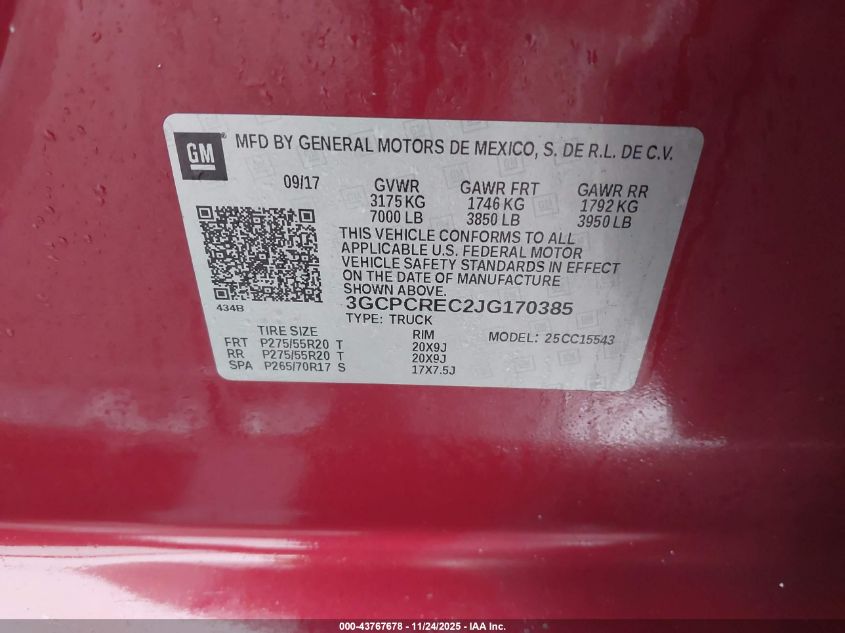 GM
MFD BY GENERAL MOTORS DE MEXICO, S. DE R.L. DE C.V.
09/17 GVWR GAWR FRT GAWR RR
3175 KG 1746 KG 1792 KG
7000 LB 3850 LB 3950 LB
THIS VEHICLE CONFORMS TO ALL
APPLICABLE U.S. FEDERAL MOTOR
VEHICLE SAFETY STANDARDS IN EFFECT
ON THE DATE OF MANUFACTURE
SHOWN ABOVE.
434B 3GCPCREC2JG170385
TYPE: TRUCK
TIRE SIZE RIM MODEL: 25CC15543
FRT P275/55R20 T 20X9J
RR P275/55R20 T 20X9J
SPA P265/70R17 S 17X7.5J
000-43767678 - 11/24/2025 - IAA Inc.